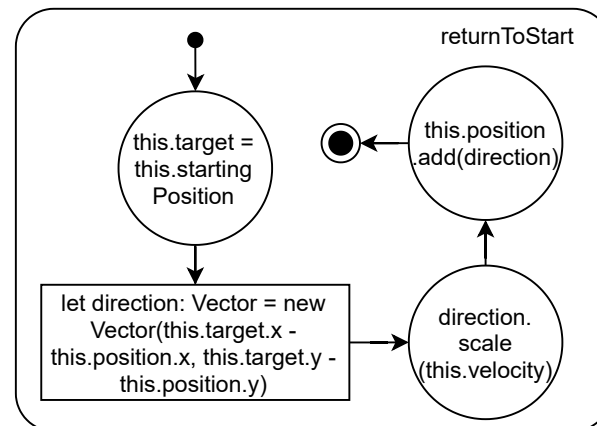 returnToStart
this.target =
this.starting
Position
let direction: Vector = new
Vector(this.target.x -
this.position.x, this.target.y -
this.position.y)
direction.
scale
(this.velocity)
this.position
.add(direction)